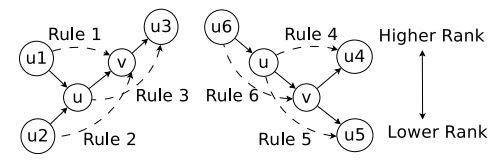 Rule 1
u3
u6
Rule 4
Higher Rank
u1
v
u
u4
u
Rule 3
Rule 6
v
u2
Rule 2
Rule 5
u5
Lower Rank